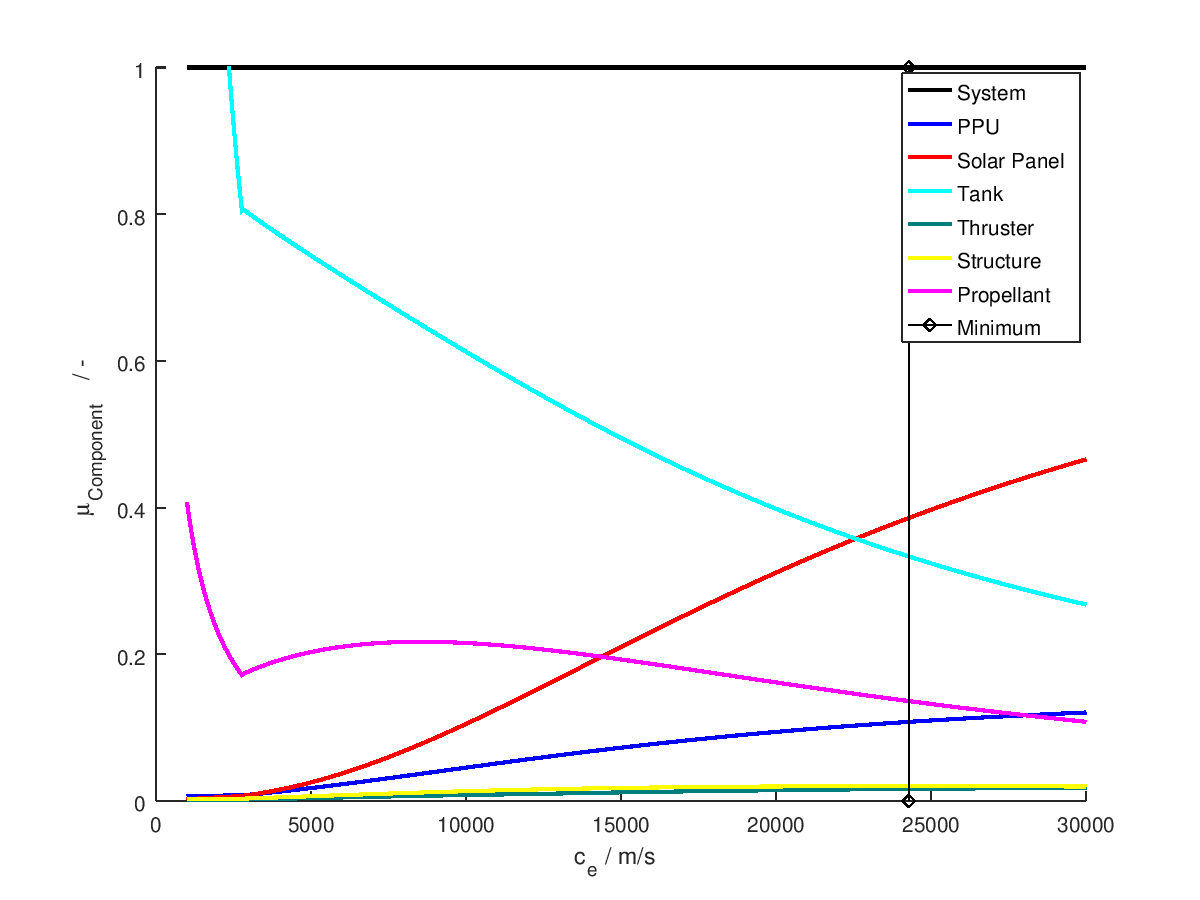 1
0.8
0.6
0.4
0.2
0
μComponent / -
0
5000
10000
15000
20000
25000
30000
ce / m/s
System
PPU
Solar Panel
Tank
Thruster
Structure
Propellant
Minimum